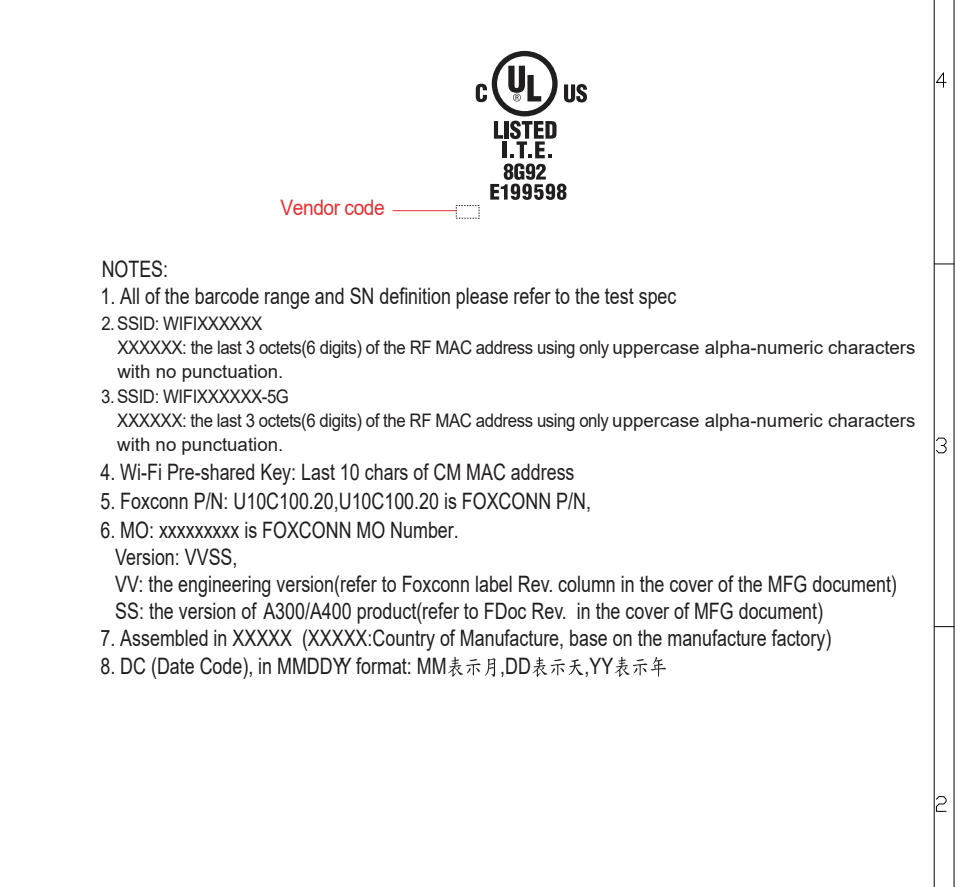 C UL® US
LISTED
I.T.E.
8G92
E199598
Vendor code
NOTES:
1. All of the barcode range and SN definition please refer to the test spec
2. SSID: WIFIXXXXXX
XXXXXX: the last 3 octets(6 digits) of the RF MAC address using only uppercase alpha-numeric characters
with no punctuation.
3. SSID: WIFIXXXXXX-5G
XXXXXX: the last 3 octets(6 digits) of the RF MAC address using only uppercase alpha-numeric characters
with no punctuation.
4. Wi-Fi Pre-shared Key: Last 10 chars of CM MAC address
5. Foxconn P/N: U10C100.20,U10C100.20 is FOXCONN P/N,
6. MO: xxxxxxxxx is FOXCONN MO Number.
Version: VVSS,
VV: the engineering version(refer to Foxconn label Rev. column in the cover of the MFG document)
SS: the version of A300/A400 product(refer to FDoc Rev. in the cover of MFG document)
7. Assembled in XXXXX (XXXXX:Country of Manufacture, base on the manufacture factory)
8. DC (Date Code), in MMDDYY format: MM表示月,DD表示天,YY表示年
4
3
2